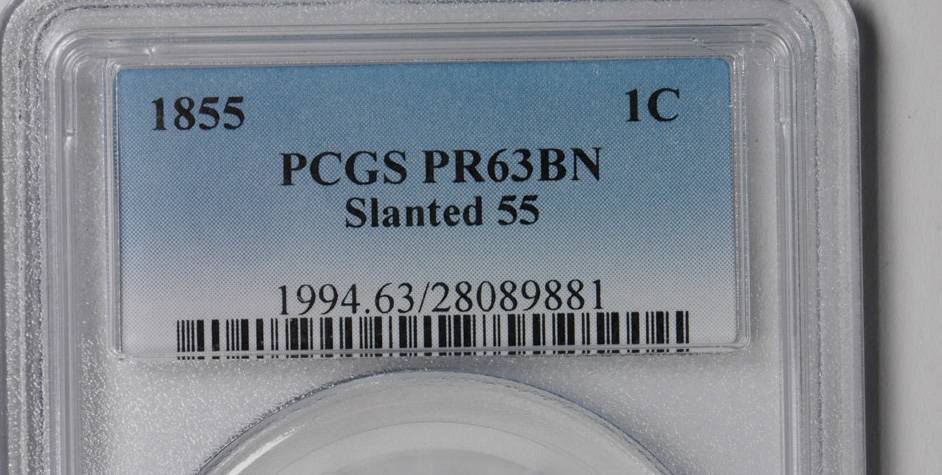 1855 1C
PCGS PR63BN
Slanted 55
1994.63/28089881